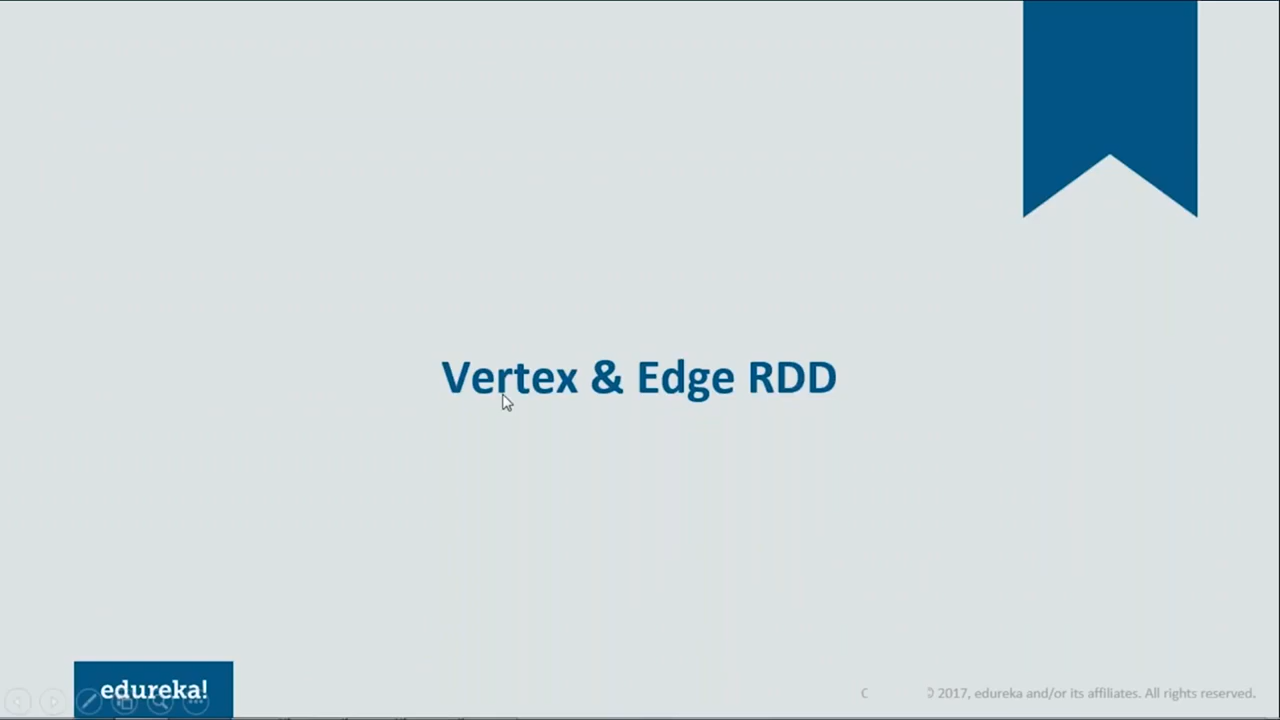 Vertex & Edge RDD
edureka!
© 2017, edureka and/or its affiliates. All rights reserved.